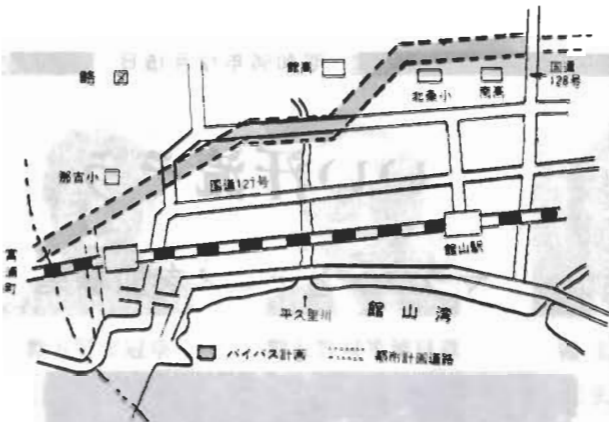 略図
館高
北条小
南高
国道
128号
那古小
国道127号
富浦町
館山駅
平久里川
館山湾
バイパス計画
都市計画道路